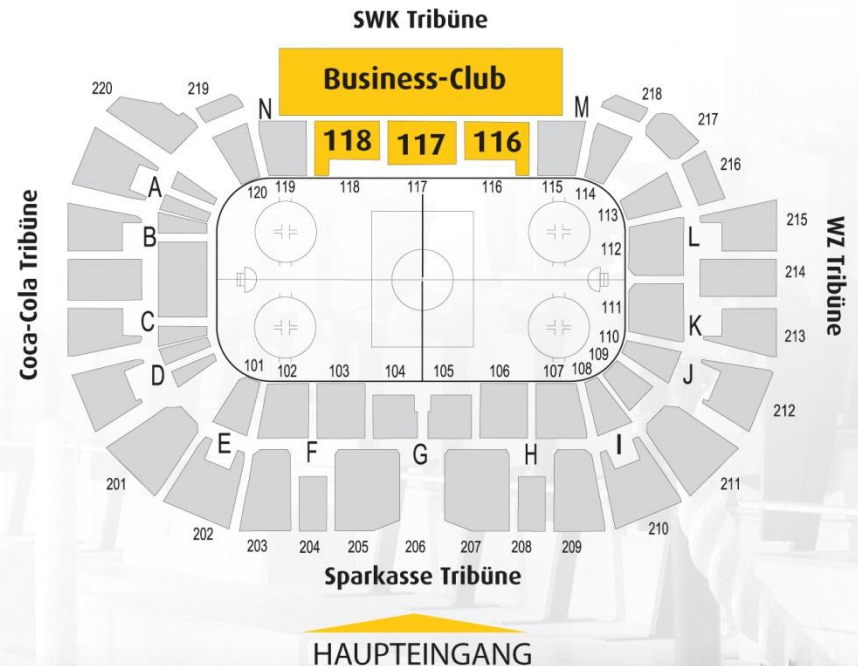 SWK Tribüne
Business-Club
220
219
N
M
218
217
216
118
117
116
A
120
119
118
117
116
115
114
113
B
112
L
215
Coca-Cola Tribüne
WZ Tribüne
214
C
111
K
213
110
D
101
102
103
104
105
106
107
108
109
J
212
E
F
G
H
I
201
202
203
204
205
206
207
208
209
210
211
Sparkasse Tribüne
HAUPTEINGANG